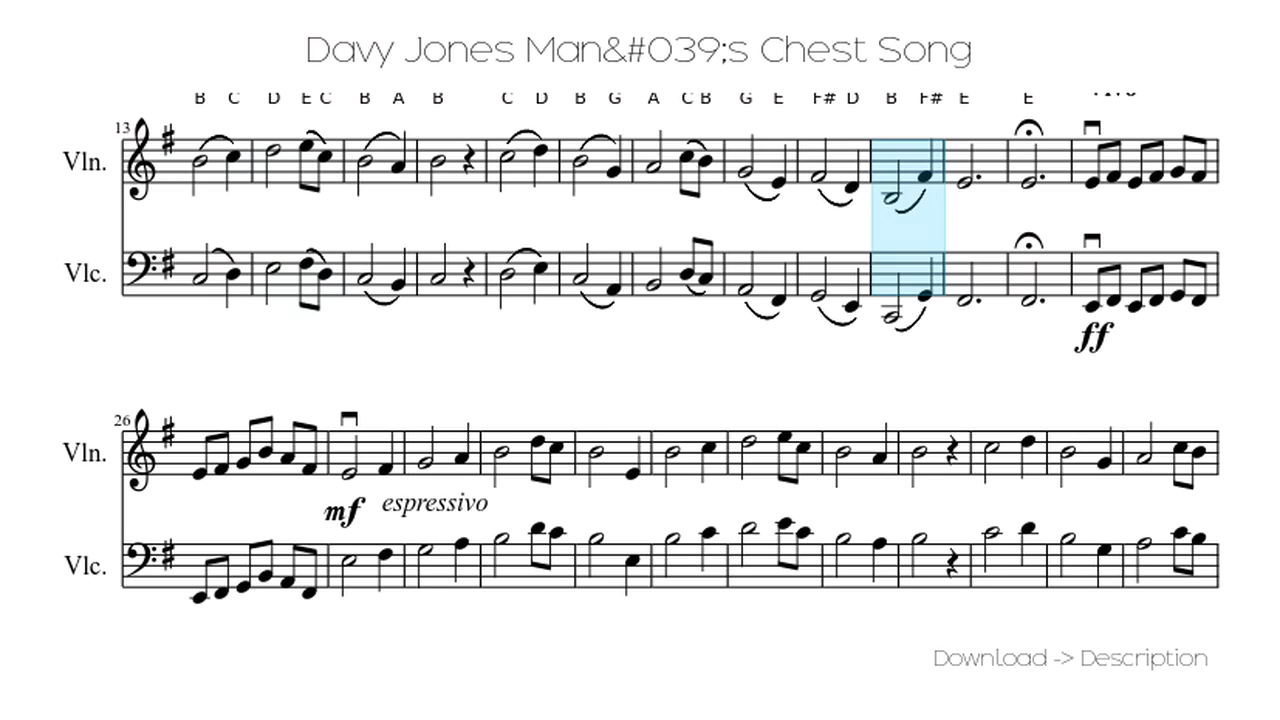 Davy Jones Man&#039;s Chest Song
B C D E C B A B C D B G A C B G E F# D B F# E E
13
Vln.
Vlc.
ff
26
Vln.
mf espressivo
Vlc.
Download -> Description